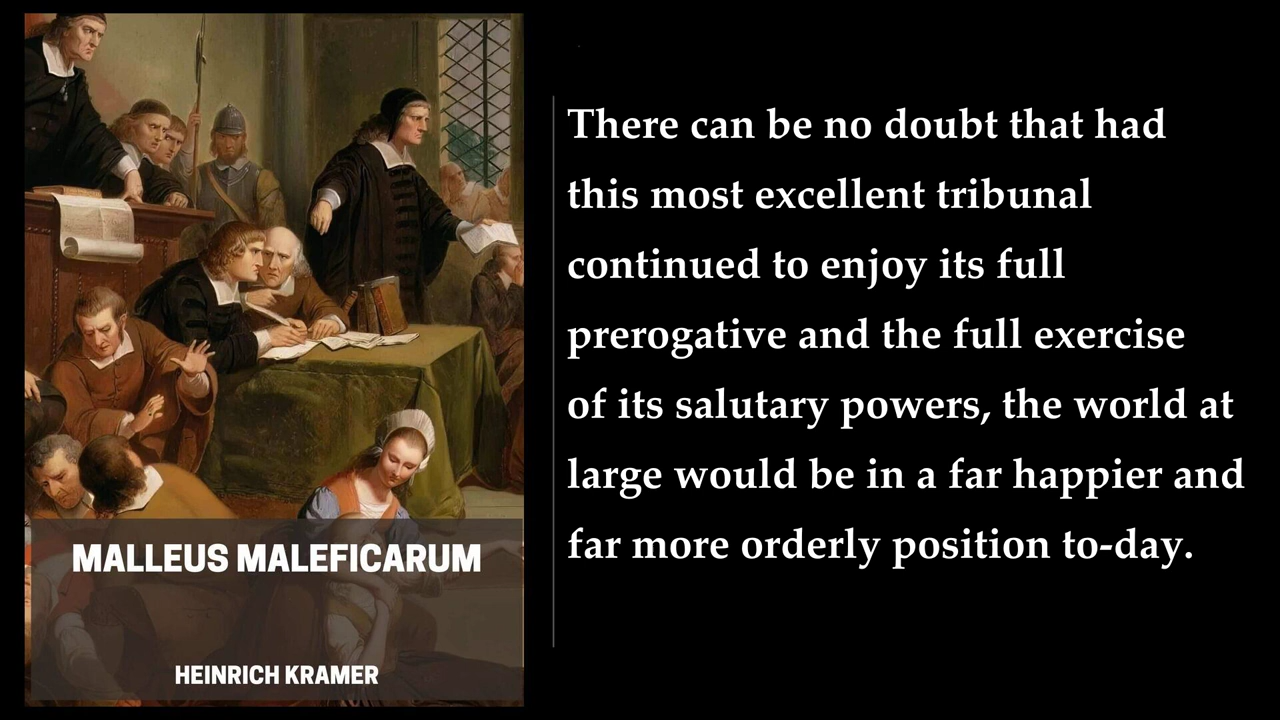 MALLEUS MALEFICARUM
HEINRICH KRAMER
There can be no doubt that had
this most excellent tribunal
continued to enjoy its full
prerogative and the full exercise
of its salutary powers, the world at
large would be in a far happier and
far more orderly position to-day.